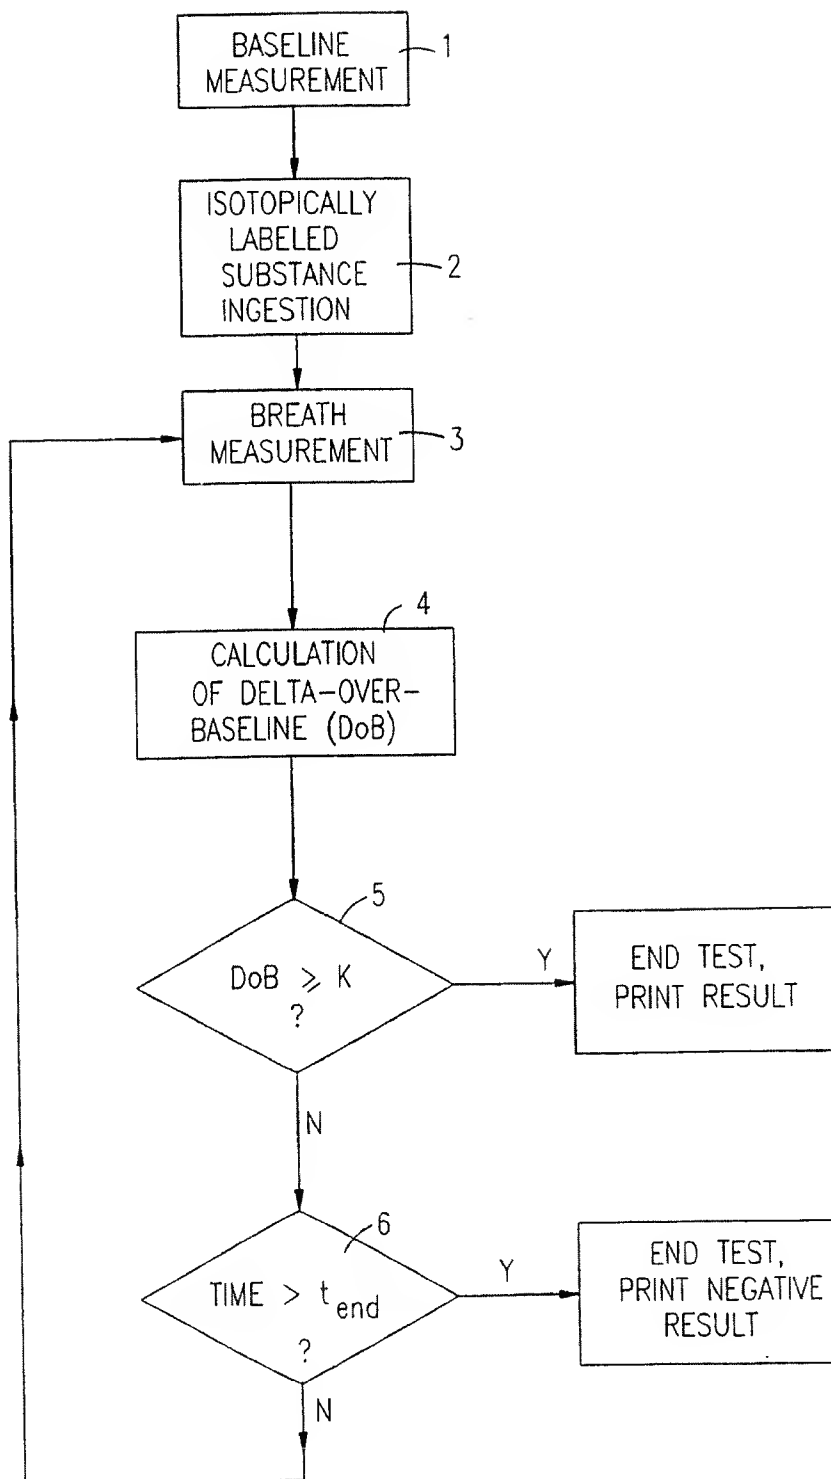 BASELINE
MEASUREMENT
1
ISOTOPICALLY
LABELED
SUBSTANCE
INGESTION
2
BREATH
MEASUREMENT
3
4
CALCULATION
OF DELTA-OVER-
BASELINE (DoB)
5
DoB ⩾ K
?
Y
END TEST,
PRINT RESULT
N
6
TIME > t end
?
Y
END TEST,
PRINT NEGATIVE
RESULT
N